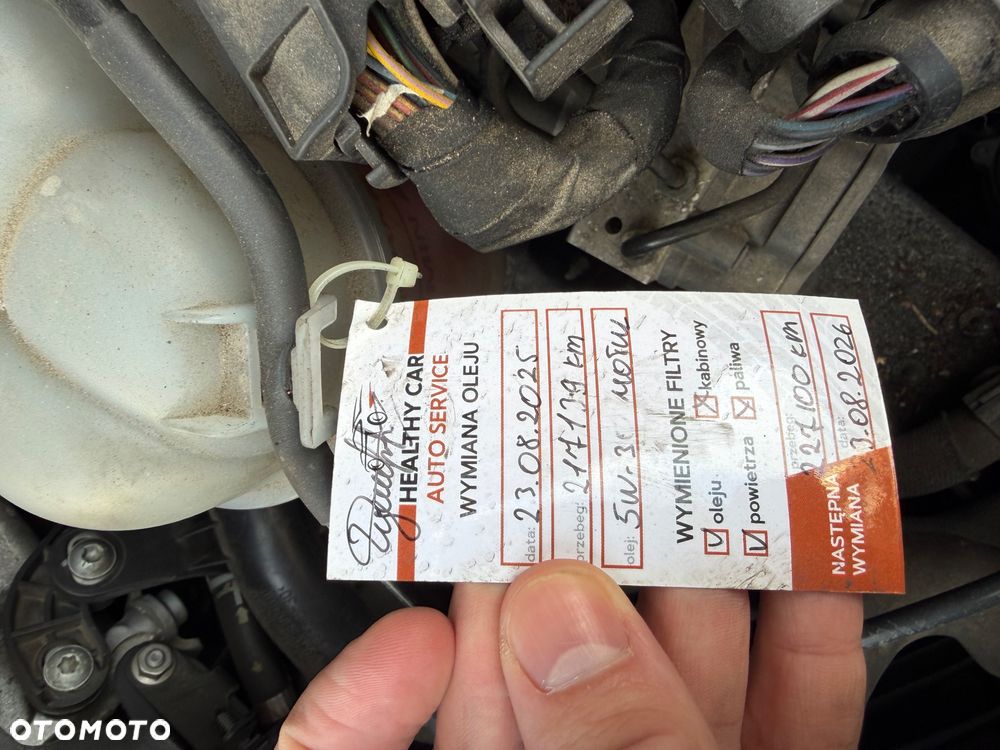 HEALTHY CAR
AUTO SERVICE
WYMIANA OLEJU
data: 23.08.2025
przebieg: 217139 km
olej: 5w-30 MOTUL
WYMIENIONE FILTRY
oleju kabinowy
powietrza paliwa
NASTĘPNA WYMIANA
przebieg: 227100 km
data: 3.08.2026
OTOMOTO